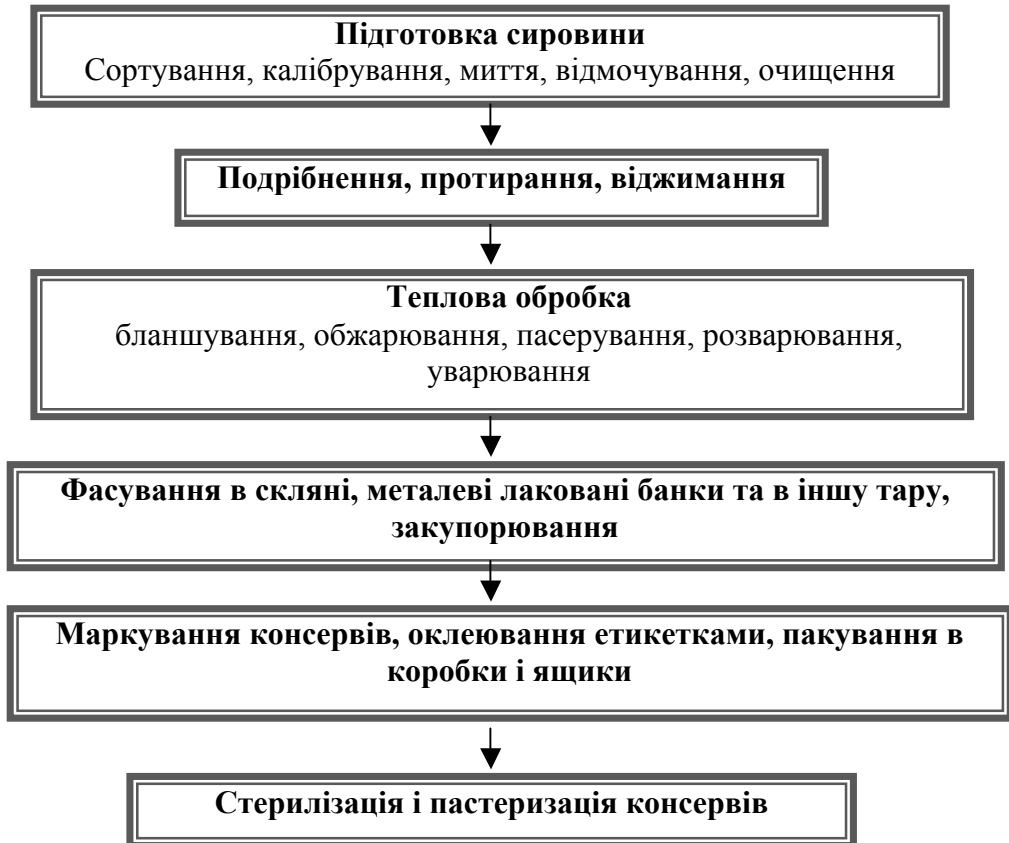 Підготовка сировини
Сортування, калібрування, миття, відмочування, очищення
Подрібнення, протирання, віджимання
Теплова обробка
бланшування, обжарювання, пасерування, розварювання,
уварювання
Фасування в скляні, металеві лаковані банки та в іншу тару,
закупорювання
Маркування консервів, оклеювання етикетками, пакування в
коробки і ящики
Стерилізація і пастеризація консервів